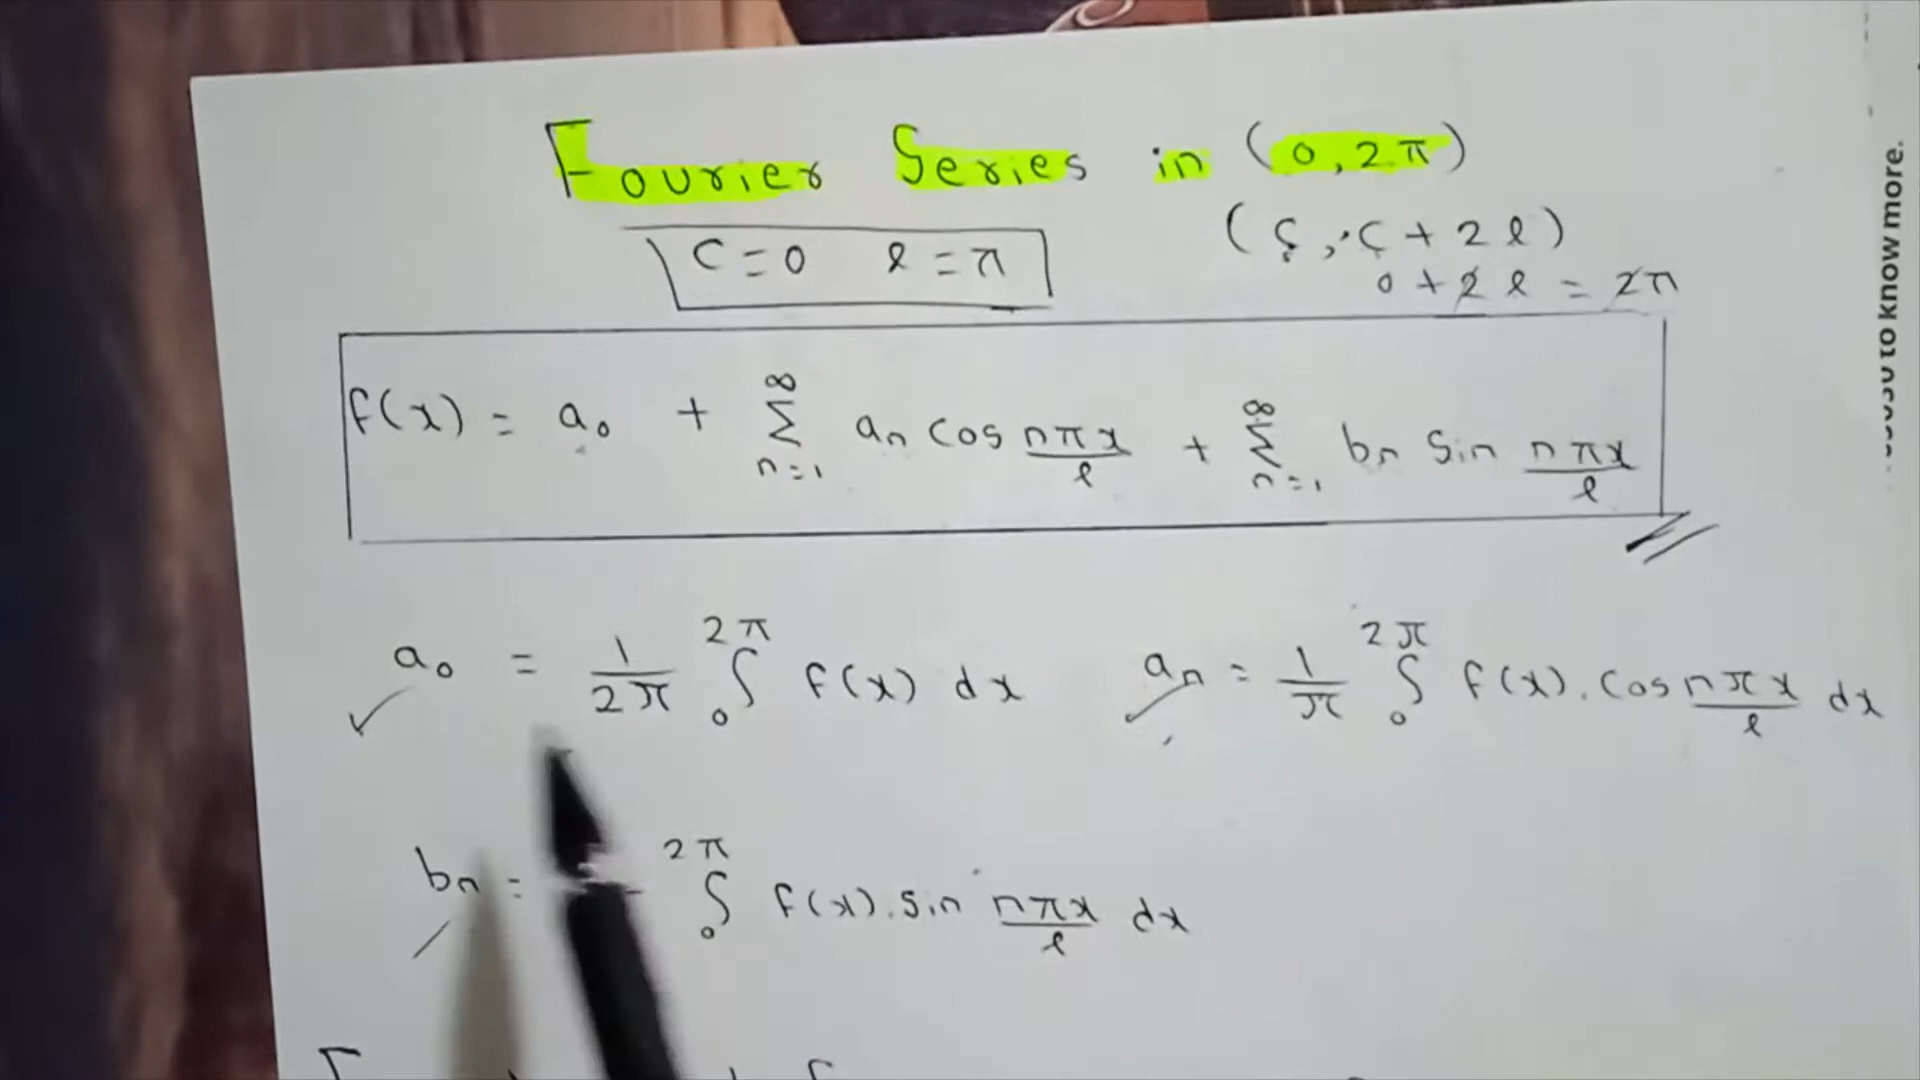 Fourier Series in (0, 2π)
C = 0 l = π
(c, c + 2l)
0 + 2l = 2π
f(x) = a₀ + ∞Σn=1 aₙ cos nπx/l + ∞Σn=1 bₙ sin nπx/l
a₀ = 1/2π ∫₀^2π f(x) dx aₙ = 1/π ∫₀^2π f(x). cos nπx/l dx
bₙ = ∫₀^2π f(x). sin nπx/l dx
to know more.